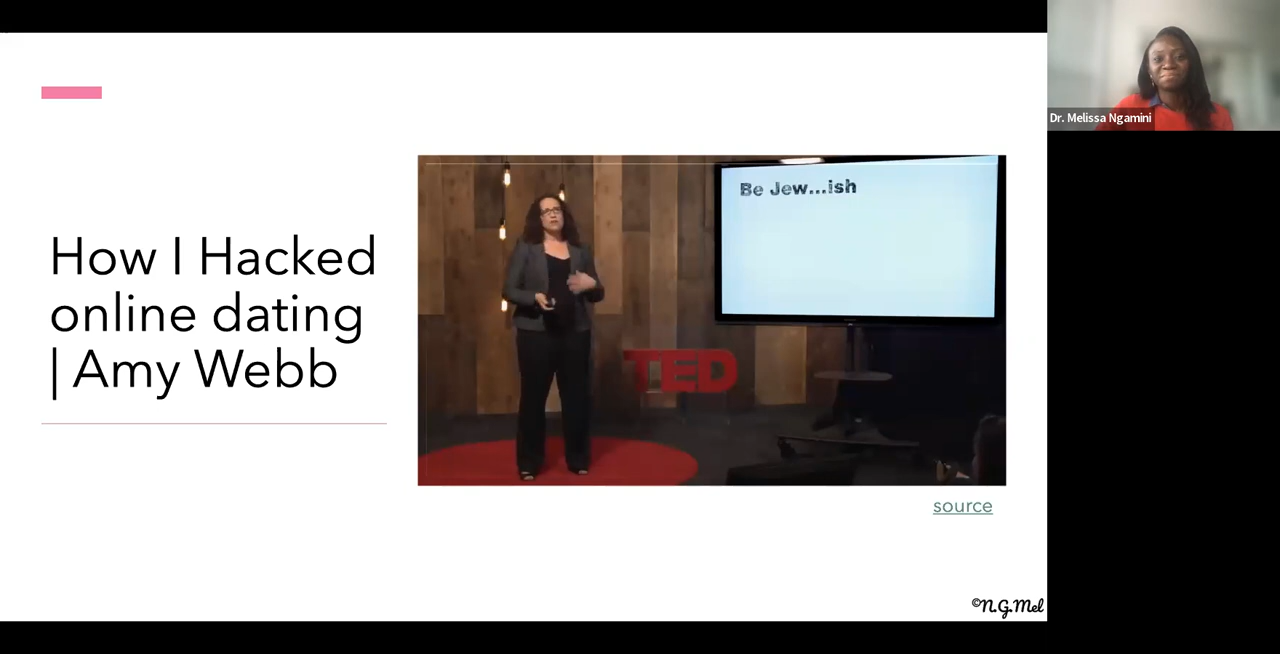 Dr. Melissa Ngamini
How I Hacked
online dating
| Amy Webb
Be Jew...ish
TED
source
©N.G.Mel